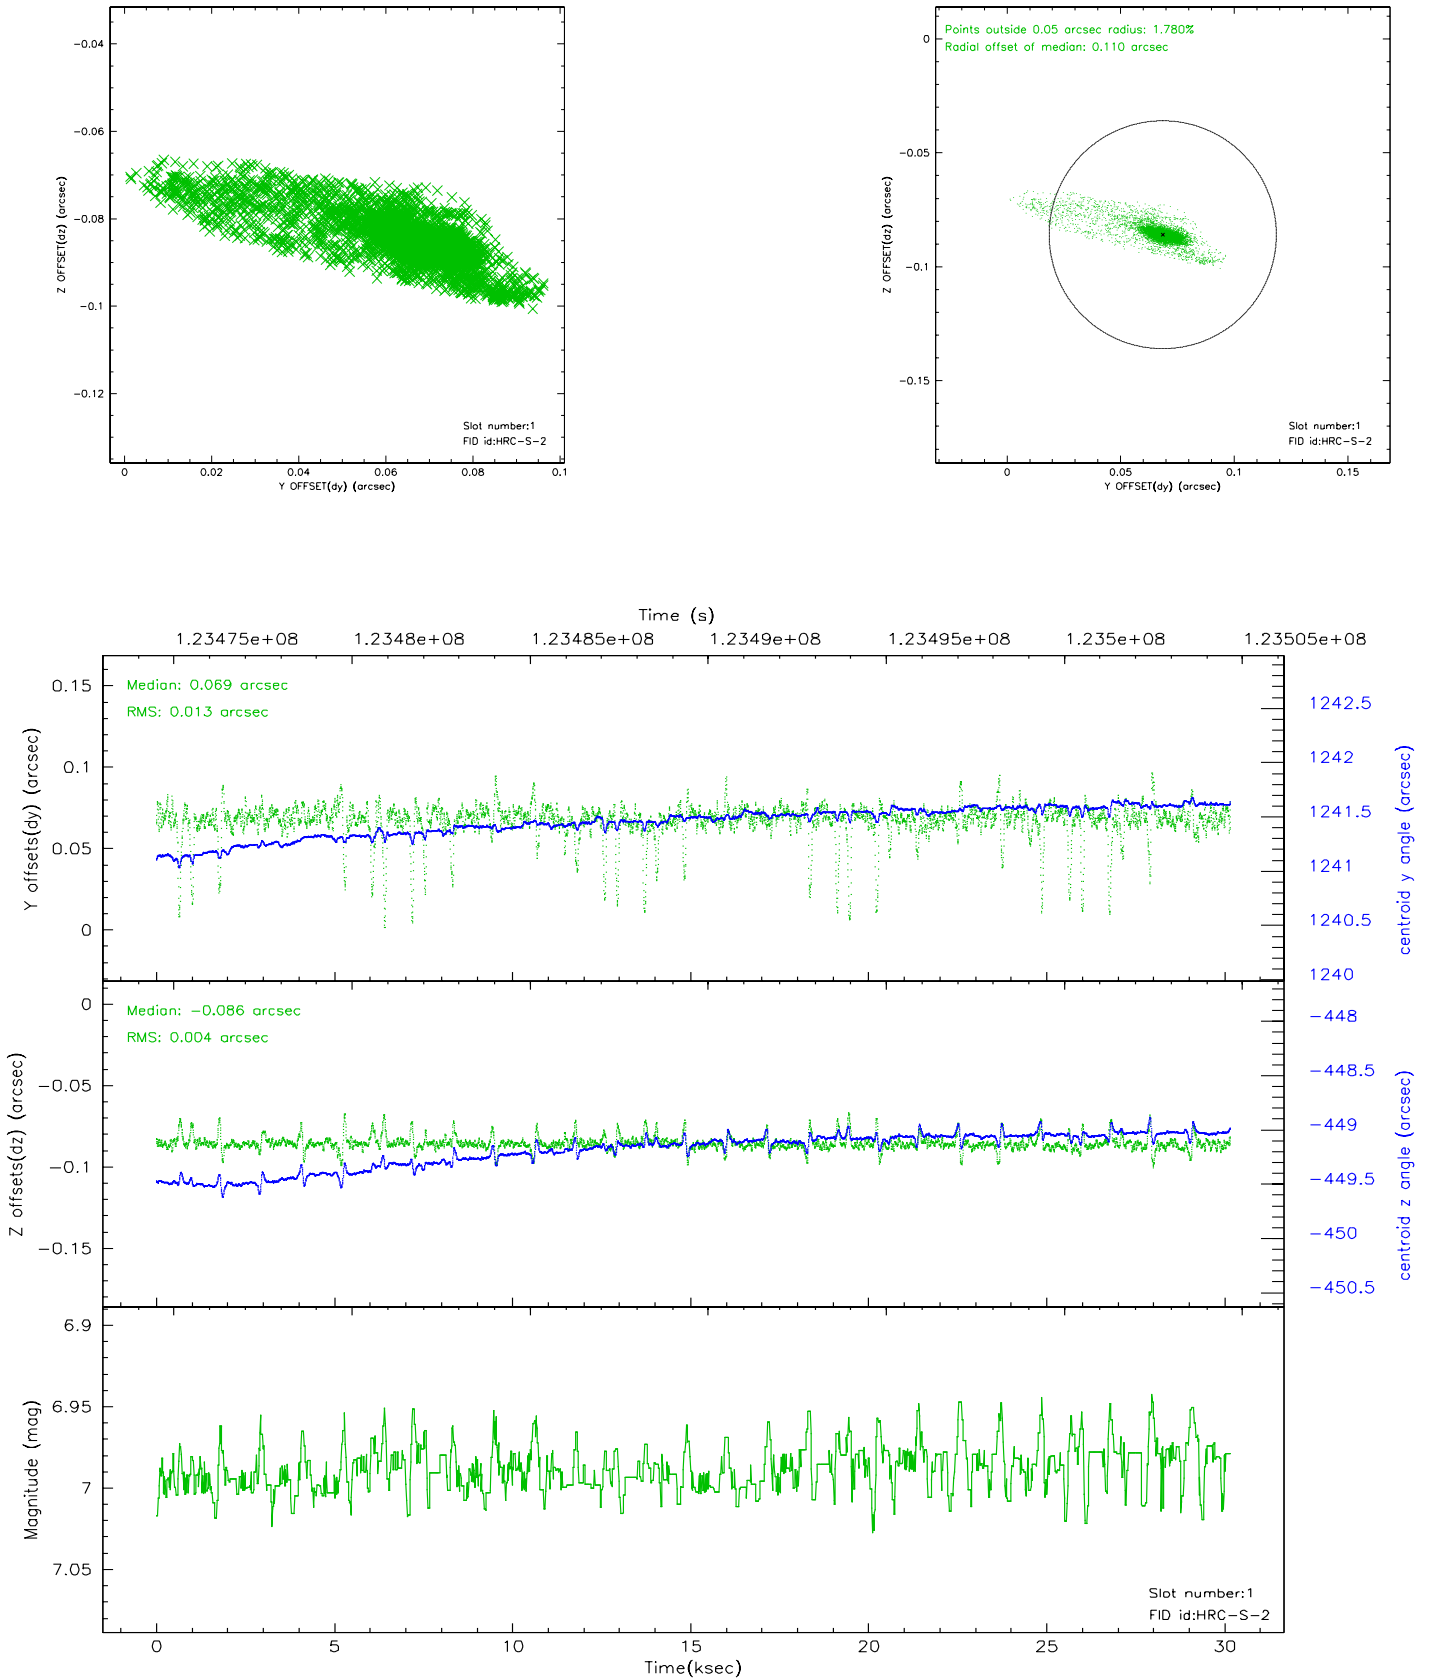 −0.04
−0.06
−0.08
−0.1
−0.12
Z OFFSET(dz) (arcsec)
Slot number:1
FID id:HRC−S−2
0 0.02 0.04 0.06 0.08 0.1
Y OFFSET(dy) (arcsec)
Points outside 0.05 arcsec radius: 1.780%
Radial offset of median: 0.110 arcsec
0
−0.05
−0.1
−0.15
Z OFFSET(dz) (arcsec)
Slot number:1
FID id:HRC−S−2
0 0.05 0.1 0.15
Y OFFSET(dy) (arcsec)
Time (s)
1.23475e+08 1.2348e+08 1.23485e+08 1.2349e+08 1.23495e+08 1.235e+08 1.23505e+08
Median: 0.069 arcsec
RMS: 0.013 arcsec
0.15
0.1
0.05
0
Y offsets(dy) (arcsec)
1242.5
1242
1241.5
1241
1240.5
1240
centroid y angle (arcsec)
Median: −0.086 arcsec
RMS: 0.004 arcsec
0
−0.05
−0.1
−0.15
Z offsets(dz) (arcsec)
−448
−448.5
−449
−449.5
−450
−450.5
centroid z angle (arcsec)
6.9
6.95
7
7.05
Magnitude (mag)
Slot number:1
FID id:HRC−S−2
0 5 10 15 20 25 30
Time(ksec)